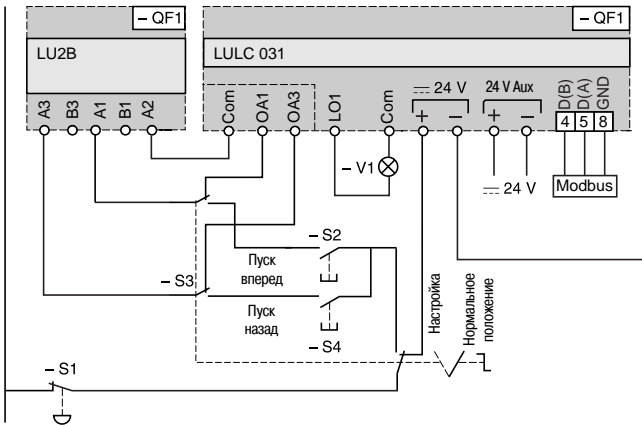 – QF1
– QF1
LU2B
LULC 031
A3
B3
A1
B1
A2
Com
OA1
OA3
LO1
Com
24 V
+
–
24 V Aux
+
–
D(B)
D(A)
GND
4 5 8
– V1
24 V
Modbus
– S2
Пуск
вперед
– S3
Пуск
назад
– S4
Настройка
Нормальное
положение
– S1